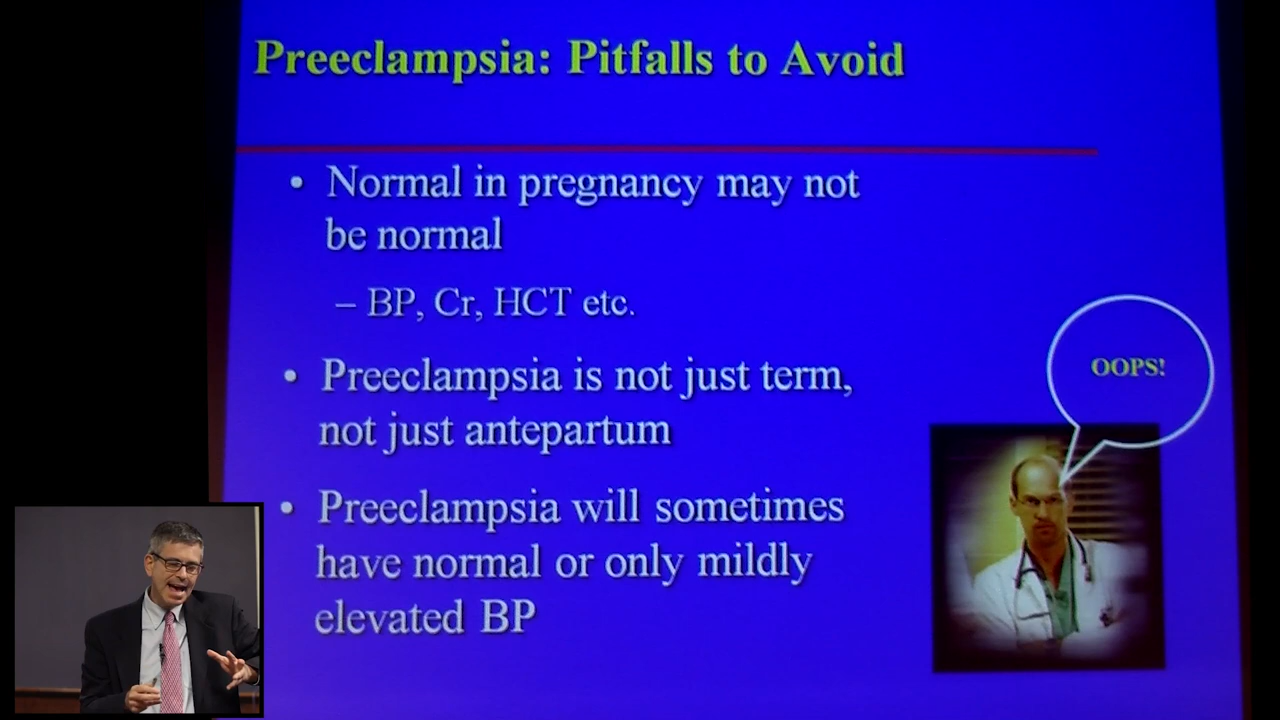 Preeclampsia: Pitfalls to Avoid
• Normal in pregnancy may not
be normal
– BP, Cr, HCT etc.
• Preeclampsia is not just term,
not just antepartum
• Preeclampsia will sometimes
have normal or only mildly
elevated BP
OOPS!